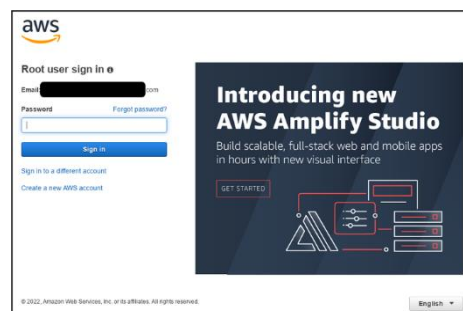 aws
Root user sign in
Email: .com
Password Forgot password?
Sign in
Sign in to a different account
Create a new AWS account
Introducing new
AWS Amplify Studio
Build scalable, full-stack web and mobile apps
in hours with new visual interface
GET STARTED
© 2022, Amazon Web Services, Inc. or its affiliates. All rights reserved.
English